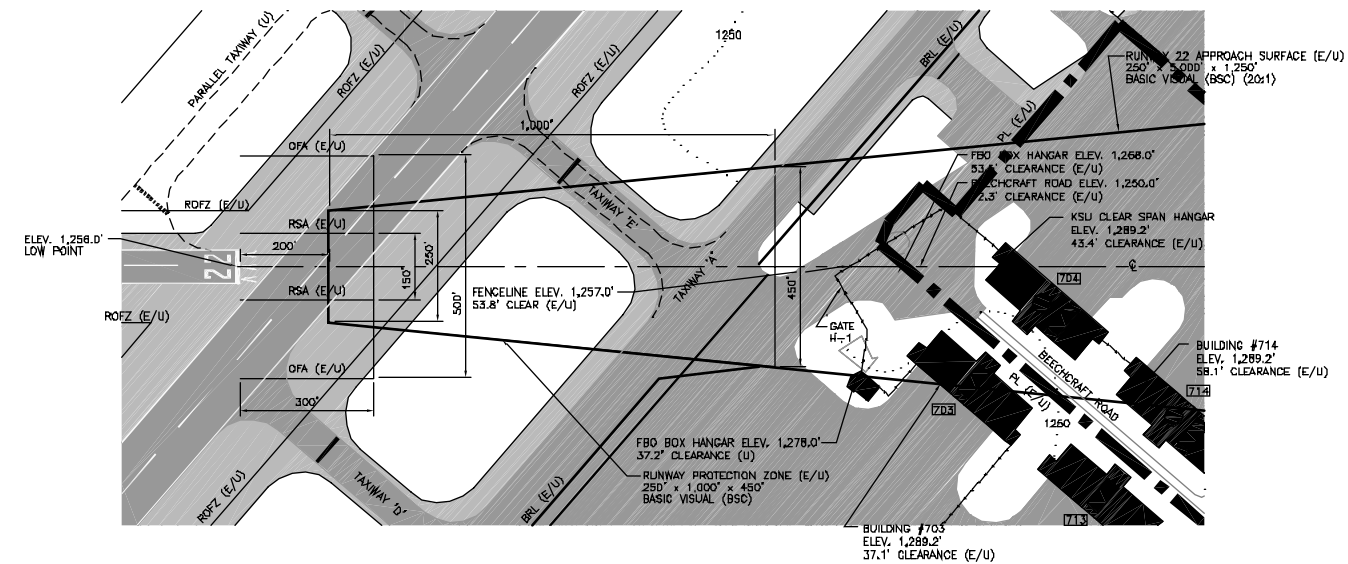 PARALLEL TAXIWAY (U)
ROFZ (E/U)
ROFZ (E/U)
1250
BRL (E/U)
RUNWAY 22 APPROACH SURFACE (E/U)
250' x 5,000' x 1,250'
BASIC VISUAL (BSC) (20:1)
1,000'
PL (E/U)
OFA (E/U)
FBO BOX HANGAR ELEV. 1,268.0'
CLEARANCE (E/U)
BEECHCRAFT ROAD ELEV. 1,250.0'
CLEARANCE (E/U)
TAXIWAY "E"
ROFZ (E/U)
RSA (E/U)
KSU CLEAR SPAN HANGAR
ELEV. 1,289.2'
43.4' CLEARANCE (E/U)
ELEV. 1,256.0'
LOW POINT
200'
22
250'
150'
500'
TAXIWAY "A"
450'
704
RSA (E/U)
FENCELINE ELEV. 1,257.0'
53.8' CLEAR (E/U)
ROFZ (E/U)
GATE
H-1
BUILDING #714
ELEV. 1,289.2'
58.1' CLEARANCE (E/U)
BEECHCRAFT ROAD
OFA (E/U)
714
PL (E/U)
300'
703
1250
FBO BOX HANGAR ELEV. 1,276.0'
37.2' CLEARANCE (U)
RUNWAY PROTECTION ZONE (E/U)
250' x 1,000' x 450'
BASIC VISUAL (BSC)
ROFZ (E/U)
TAXIWAY "D"
BRL (E/U)
713
BUILDING #703
ELEV. 1,289.2'
37.1' CLEARANCE (E/U)